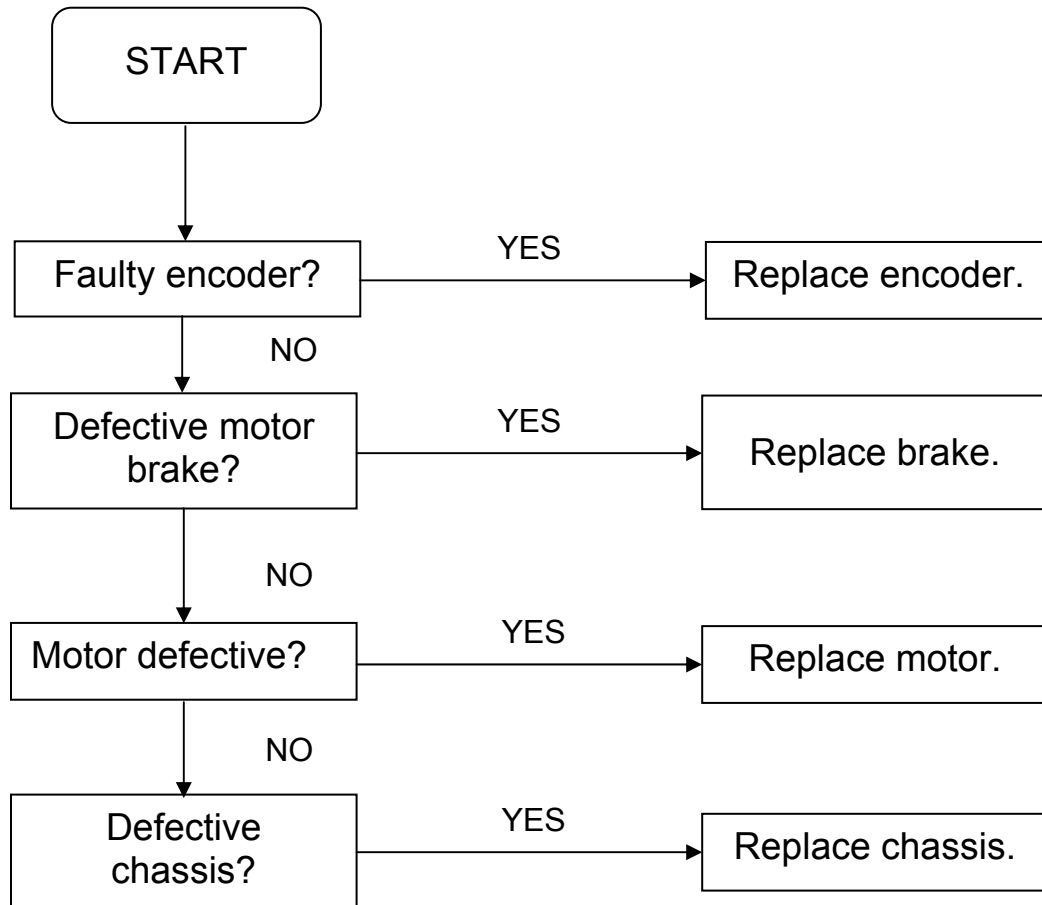 START
Faulty encoder?
YES
Replace encoder.
NO
Defective motor
brake?
YES
Replace brake.
NO
Motor defective?
YES
Replace motor.
NO
Defective
chassis?
YES
Replace chassis.